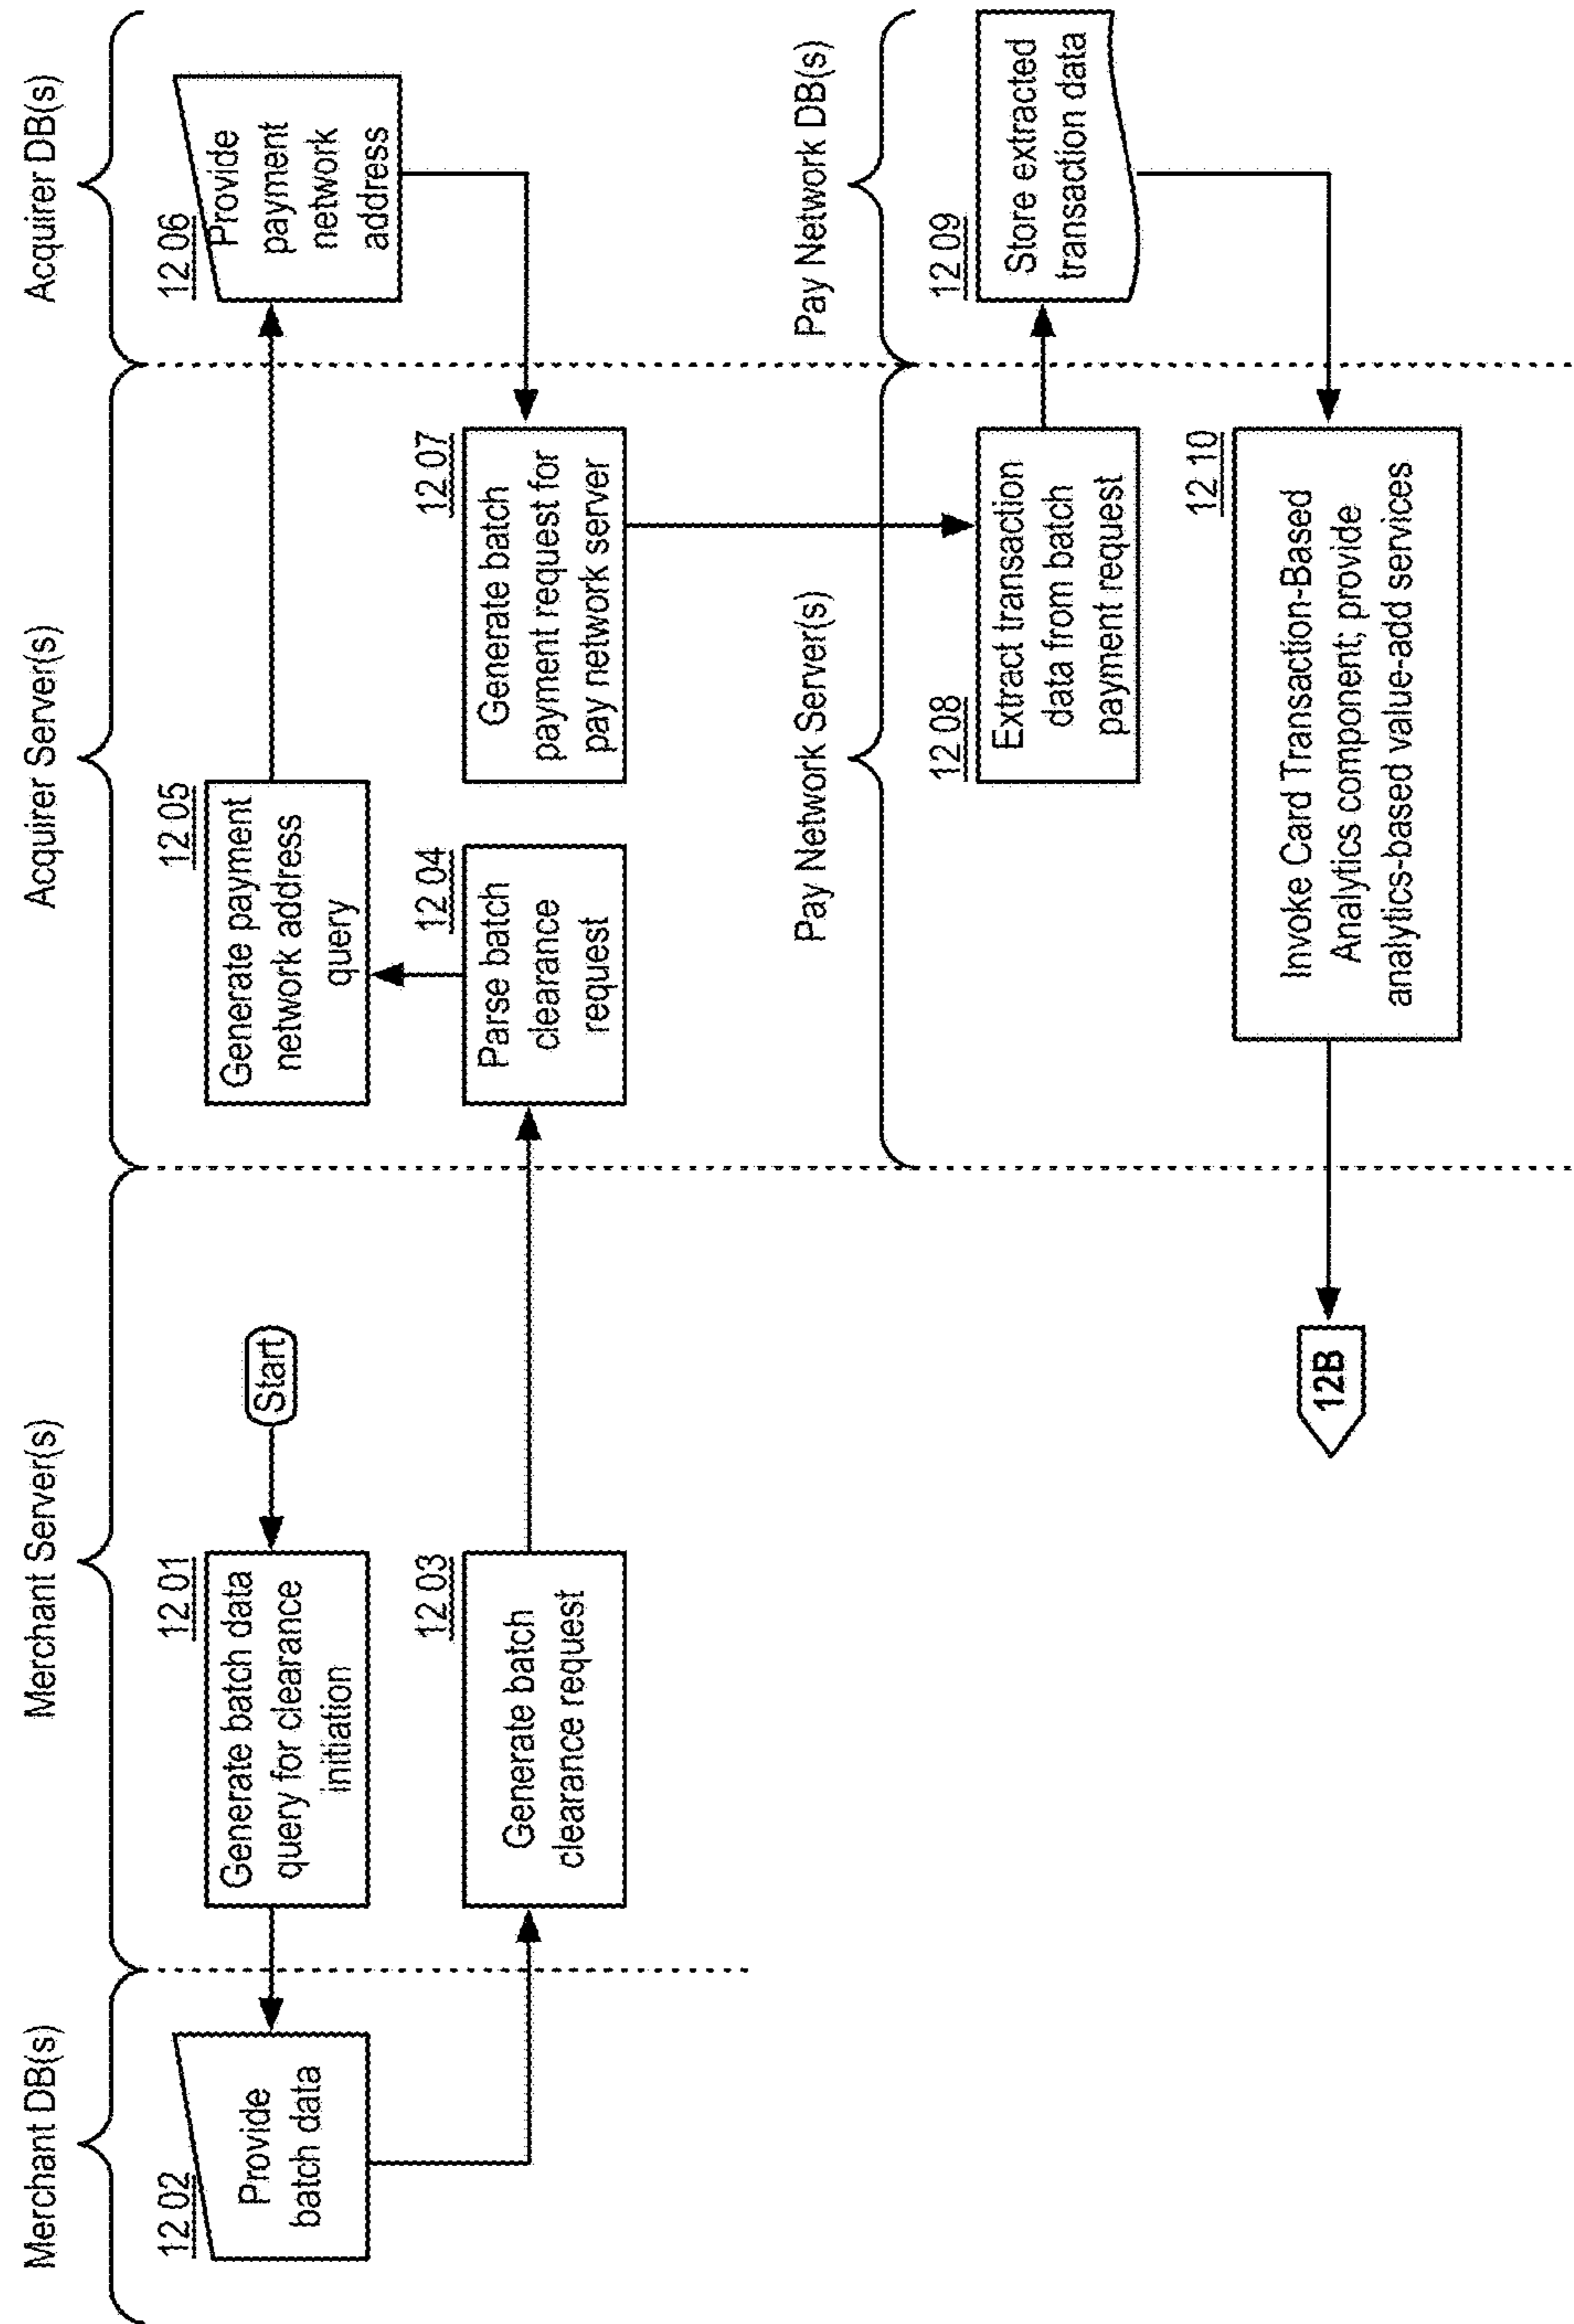 Merchant DB(s)
Merchant Server(s)
Acquirer Server(s)
Acquirer DB(s)
Start
12 01
Generate batch data
query for clearance
initiation
12 02
Provide
batch data
12 03
Generate batch
clearance request
12 04
Parse batch
clearance
request
12 05
Generate payment
network address
query
12 06
Provide
payment
network
address
12 07
Generate batch
payment request for
pay network server
Pay Network Server(s)
Pay Network DB(s)
12 08
Extract transaction
data from batch
payment request
12 09
Store extracted
transaction data
12 10
Invoke Card Transaction-Based
Analytics component; provide
analytics-based value-add services
12B